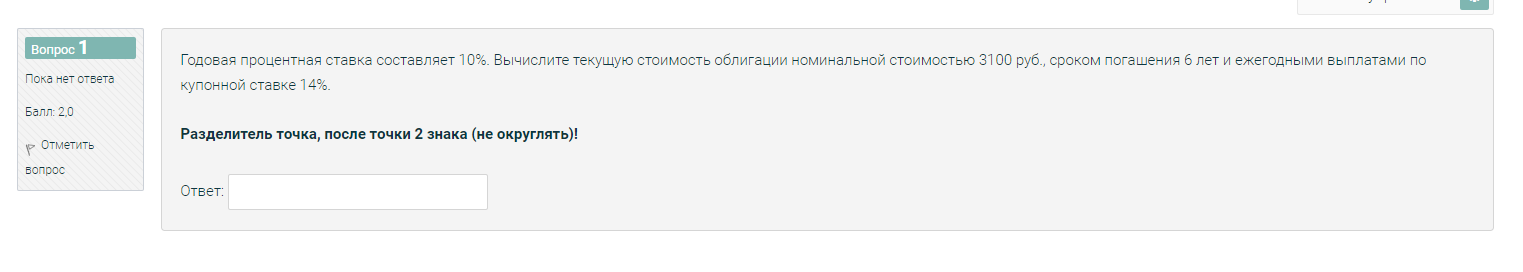 Вопрос 1
Пока нет ответа
Балл: 2,0
Отметить
вопрос
Годовая процентная ставка составляет 10%. Вычислите текущую стоимость облигации номинальной стоимостью 3100 руб., сроком погашения 6 лет и ежегодными выплатами по
купонной ставке 14%.
Разделитель точка, после точки 2 знака (не округлять)!
Ответ: